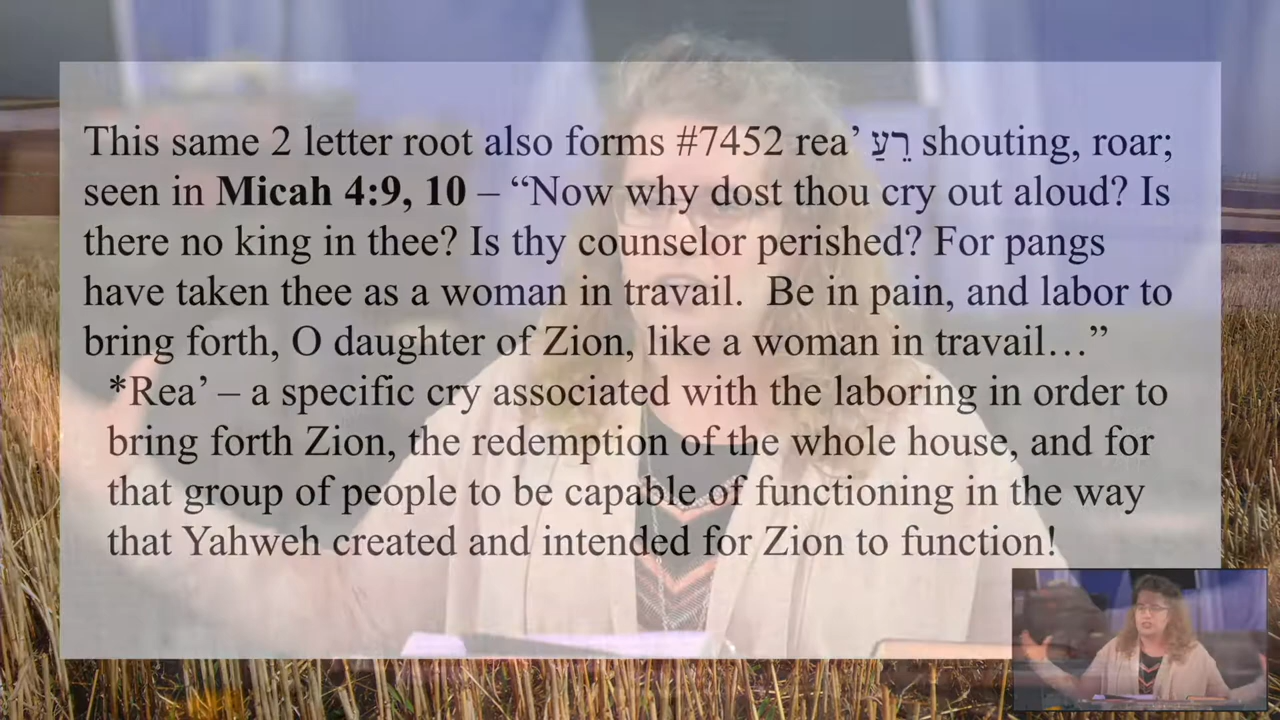 This same 2 letter root also forms #7452 rea’ רֵעַ shouting, roar;
seen in Micah 4:9, 10 – “Now why dost thou cry out aloud? Is
there no king in thee? Is thy counselor perished? For pangs
have taken thee as a woman in travail.  Be in pain, and labor to
bring forth, O daughter of Zion, like a woman in travail…”
*Rea’ – a specific cry associated with the laboring in order to
bring forth Zion, the redemption of the whole house, and for
that group of people to be capable of functioning in the way
that Yahweh created and intended for Zion to function!